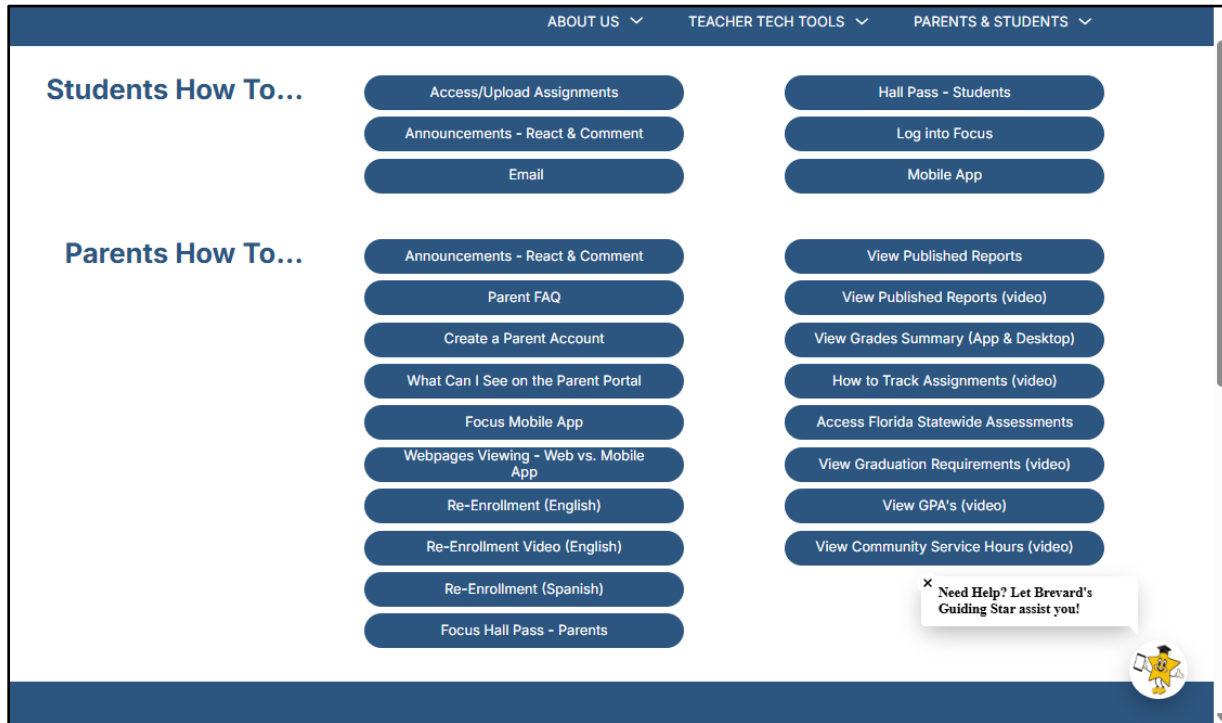 ABOUT US
TEACHER TECH TOOLS
PARENTS & STUDENTS
Students How To...
Access/Upload Assignments
Announcements - React & Comment
Email
Hall Pass - Students
Log into Focus
Mobile App
Parents How To...
Announcements - React & Comment
Parent FAQ
Create a Parent Account
What Can I See on the Parent Portal
Focus Mobile App
Webpages Viewing - Web vs. Mobile
App
Re-Enrollment (English)
Re-Enrollment Video (English)
Re-Enrollment (Spanish)
Focus Hall Pass - Parents
View Published Reports
View Published Reports (video)
View Grades Summary (App & Desktop)
How to Track Assignments (video)
Access Florida Statewide Assessments
View Graduation Requirements (video)
View GPA's (video)
View Community Service Hours (video)
Need Help? Let Brevard's
Guiding Star assist you!